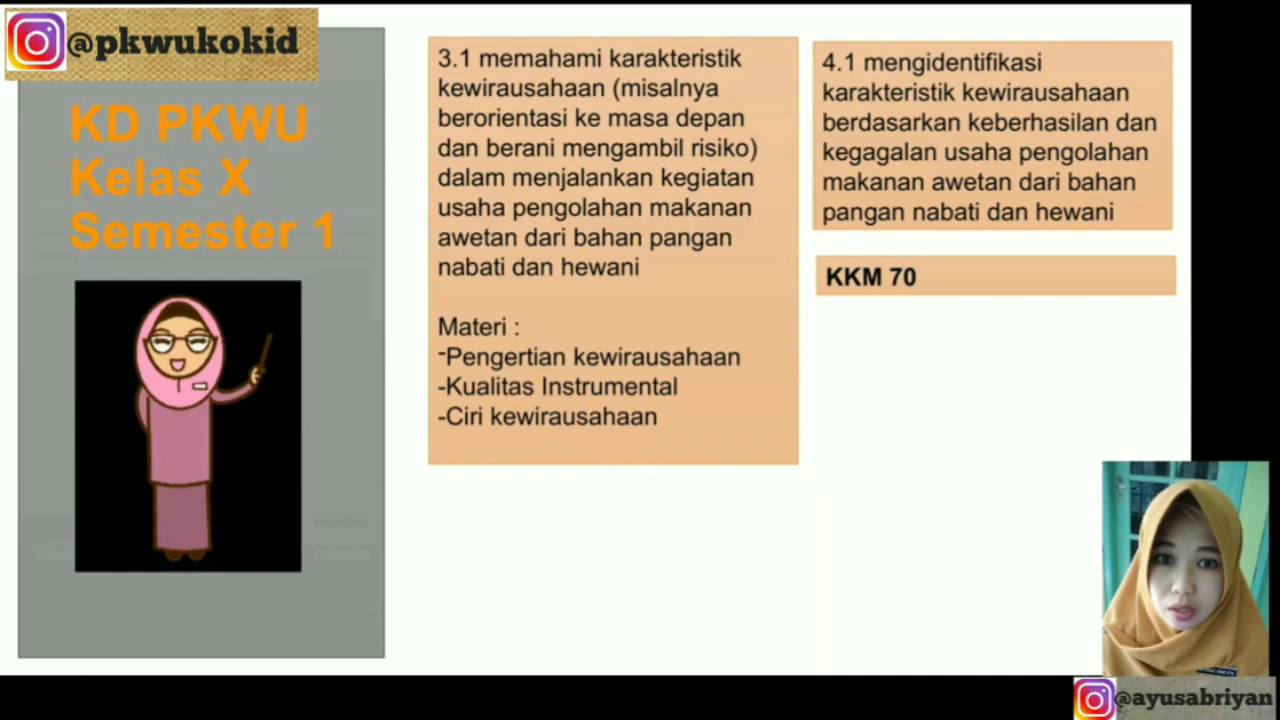 @pkwukokid
KD PKWU
Kelas X
Semester 1
3.1 memahami karakteristik
kewirausahaan (misalnya
berorientasi ke masa depan
dan berani mengambil risiko)
dalam menjalankan kegiatan
usaha pengolahan makanan
awetan dari bahan pangan
nabati dan hewani
Materi :
-Pengertian kewirausahaan
-Kualitas Instrumental
-Ciri kewirausahaan
4.1 mengidentifikasi
karakteristik kewirausahaan
berdasarkan keberhasilan dan
kegagalan usaha pengolahan
makanan awetan dari bahan
pangan nabati dan hewani
KKM 70
@ayusabriyan